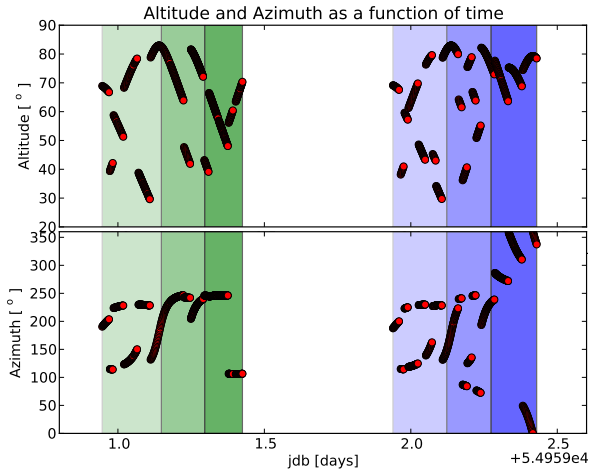 Altitude and Azimuth as a function of time
90
80
70
60
50
40
30
20
Altitude [ ° ]
350
300
250
200
150
100
50
0
Azimuth [ ° ]
1.0 1.5 2.0 2.5
+5.4959e4
jdb [days]